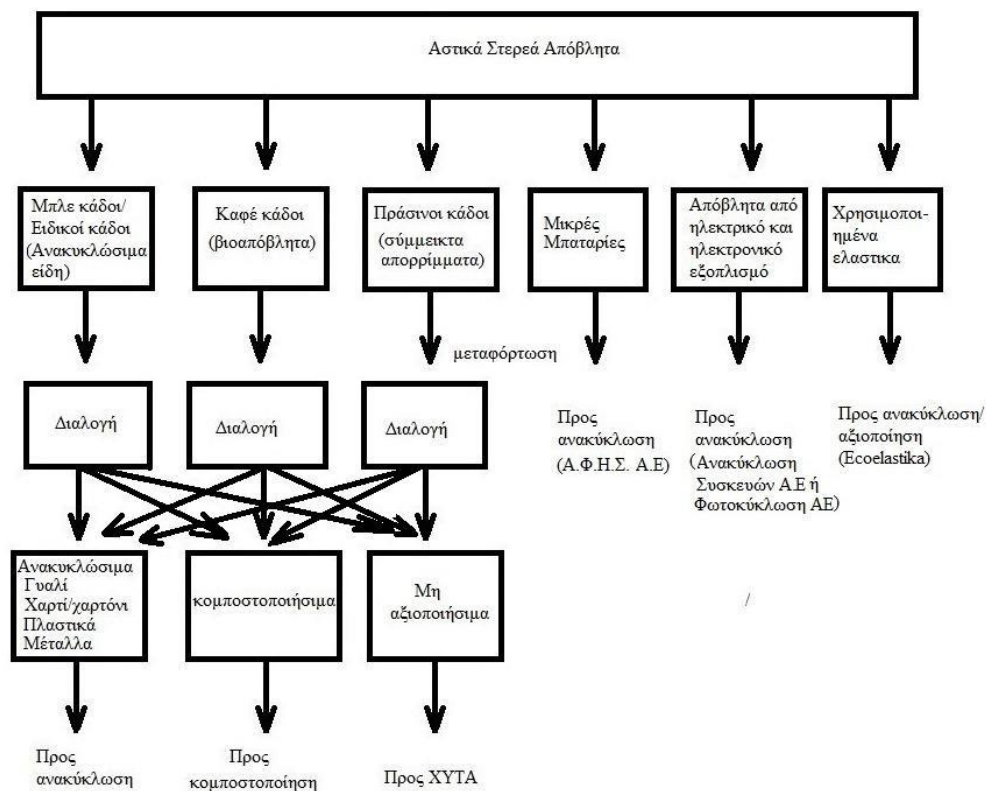 Αστικά Στερεά Απόβλητα
Μπλε κάδοι/
Ειδικοί κάδοι
(Ανακυκλώσιμα
είδη)
Καφέ κάδοι
(βιοαπόβλητα)
Πράσινοι κάδοι
(σύμμεικτα
απορρίμματα)
Μικρές
Μπαταρίες
Απόβλητα από
ηλεκτρικό και
ηλεκτρονικό
εξοπλισμό
Χρησιμοποι-
ημένα
ελαστικα
μεταφόρτωση
Διαλογή
Διαλογή
Διαλογή
Προς
ανακύκλωση
(Α.Φ.Η.Σ. Α.Ε)
Προς
ανακύκλωση
(Ανακύκλωση
Συσκευών Α.Ε ή
Φωτοκύκλωση ΑΕ)
Προς ανακύκλωση/
αξιοποίηση
(Ecoelastika)
Ανακυκλώσιμα
Γυαλί
Χαρτί/χαρτόνι
Πλαστικά
Μέταλλα
κομποστοποιήσιμα
Μη
αξιοποιήσιμα
/
Προς
ανακύκλωση
Προς
κομποστοποίηση
Προς ΧΥΤΑ